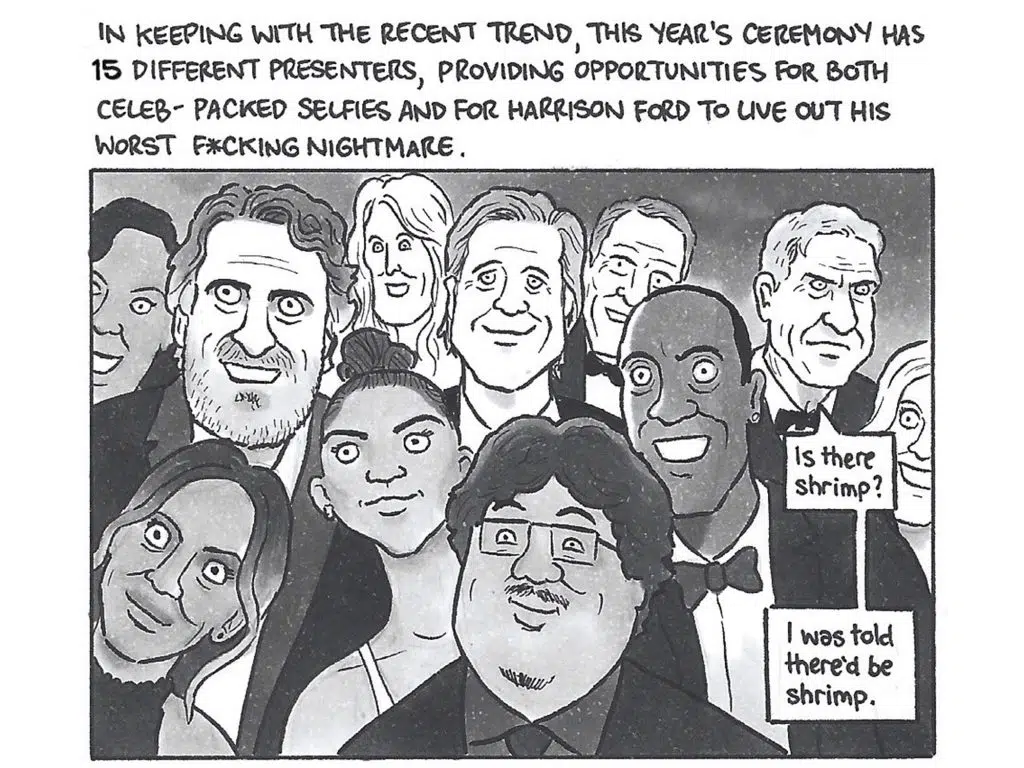 IN KEEPING WITH THE RECENT TREND, THIS YEAR'S CEREMONY HAS
15 DIFFERENT PRESENTERS, PROVIDING OPPORTUNITIES FOR BOTH
CELEB-PACKED SELFIES AND FOR HARRISON FORD TO LIVE OUT HIS
WORST F*CKING NIGHTMARE.
Is there
shrimp?
I was told
there'd be
shrimp.